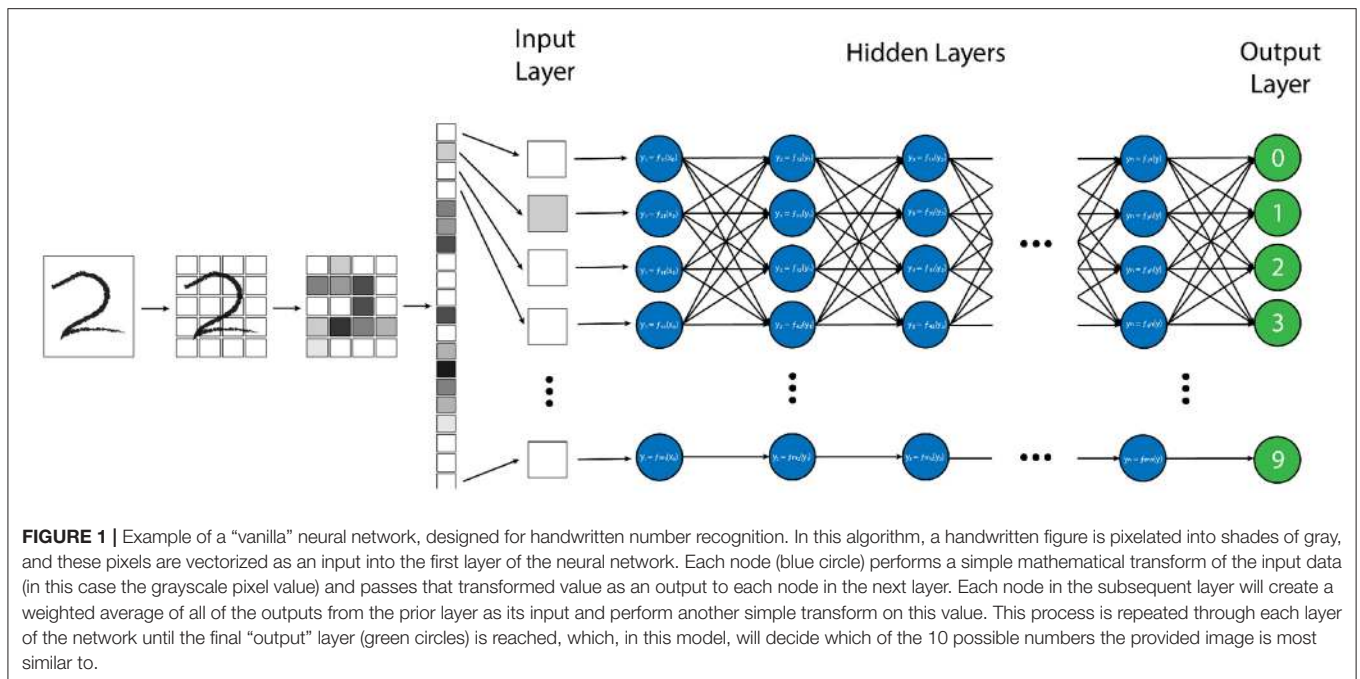 Input
Layer
Hidden Layers
Output
Layer
0
1
2
3
9
FIGURE 1 | Example of a “vanilla” neural network, designed for handwritten number recognition. In this algorithm, a handwritten figure is pixelated into shades of gray,
and these pixels are vectorized as an input into the first layer of the neural network. Each node (blue circle) performs a simple mathematical transform of the input data
(in this case the grayscale pixel value) and passes that transformed value as an output to each node in the next layer. Each node in the subsequent layer will create a
weighted average of all of the outputs from the prior layer as its input and perform another simple transform on this value. This process is repeated through each layer
of the network until the final “output” layer (green circles) is reached, which, in this model, will decide which of the 10 possible numbers the provided image is most
similar to.